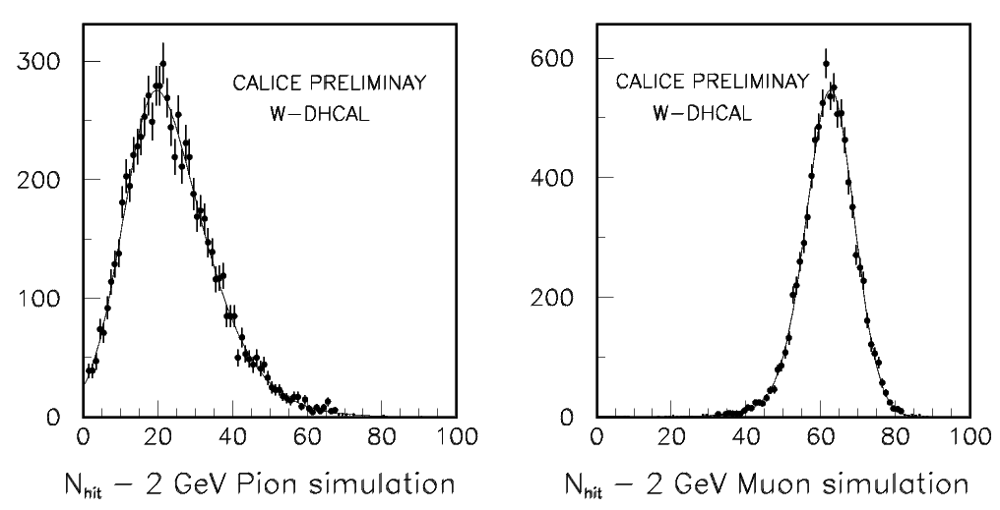 300
200
100
0
CALICE PRELIMINAY
W-DHCAL
0 20 40 60 80 100
N_hit - 2 GeV Pion simulation
600
400
200
0
CALICE PRELIMINAY
W-DHCAL
0 20 40 60 80 100
N_hit - 2 GeV Muon simulation